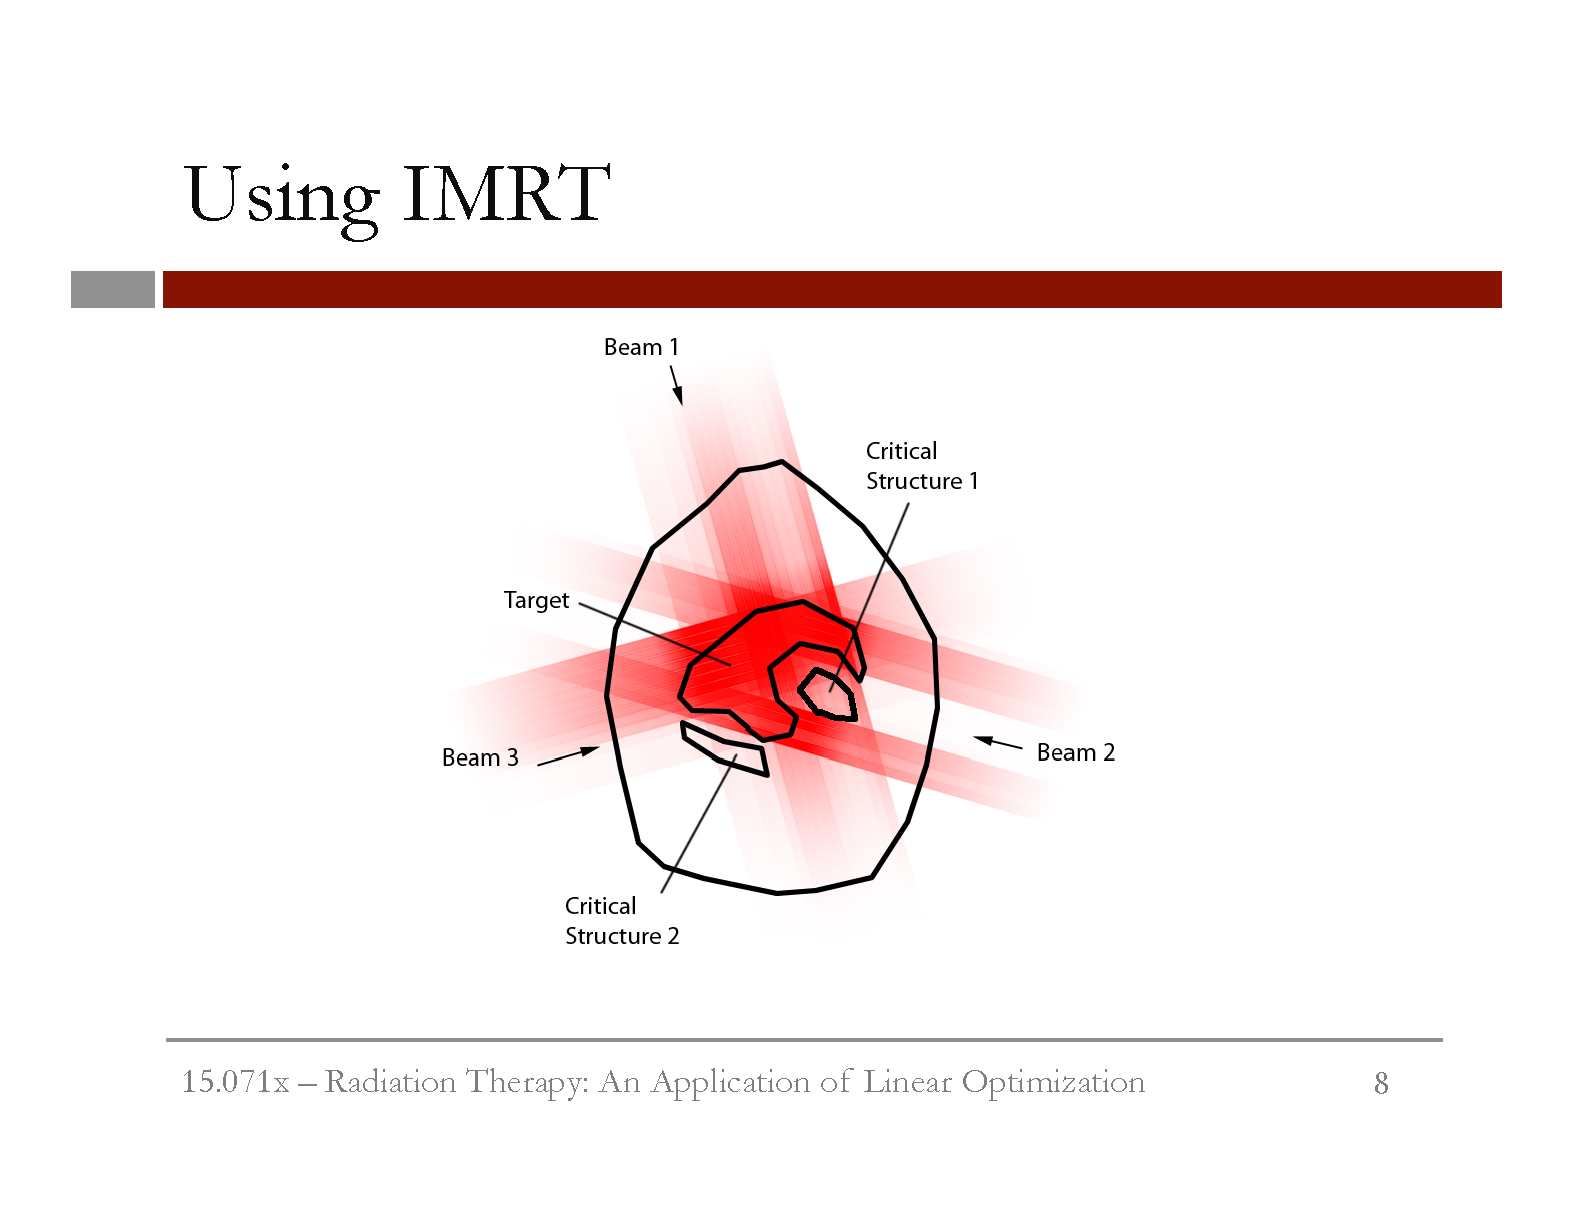 Using IMRT
Beam 1
Critical
Structure 1
Target
Beam 3
Beam 2
Critical
Structure 2
15.071x – Radiation Therapy: An Application of Linear Optimization
8